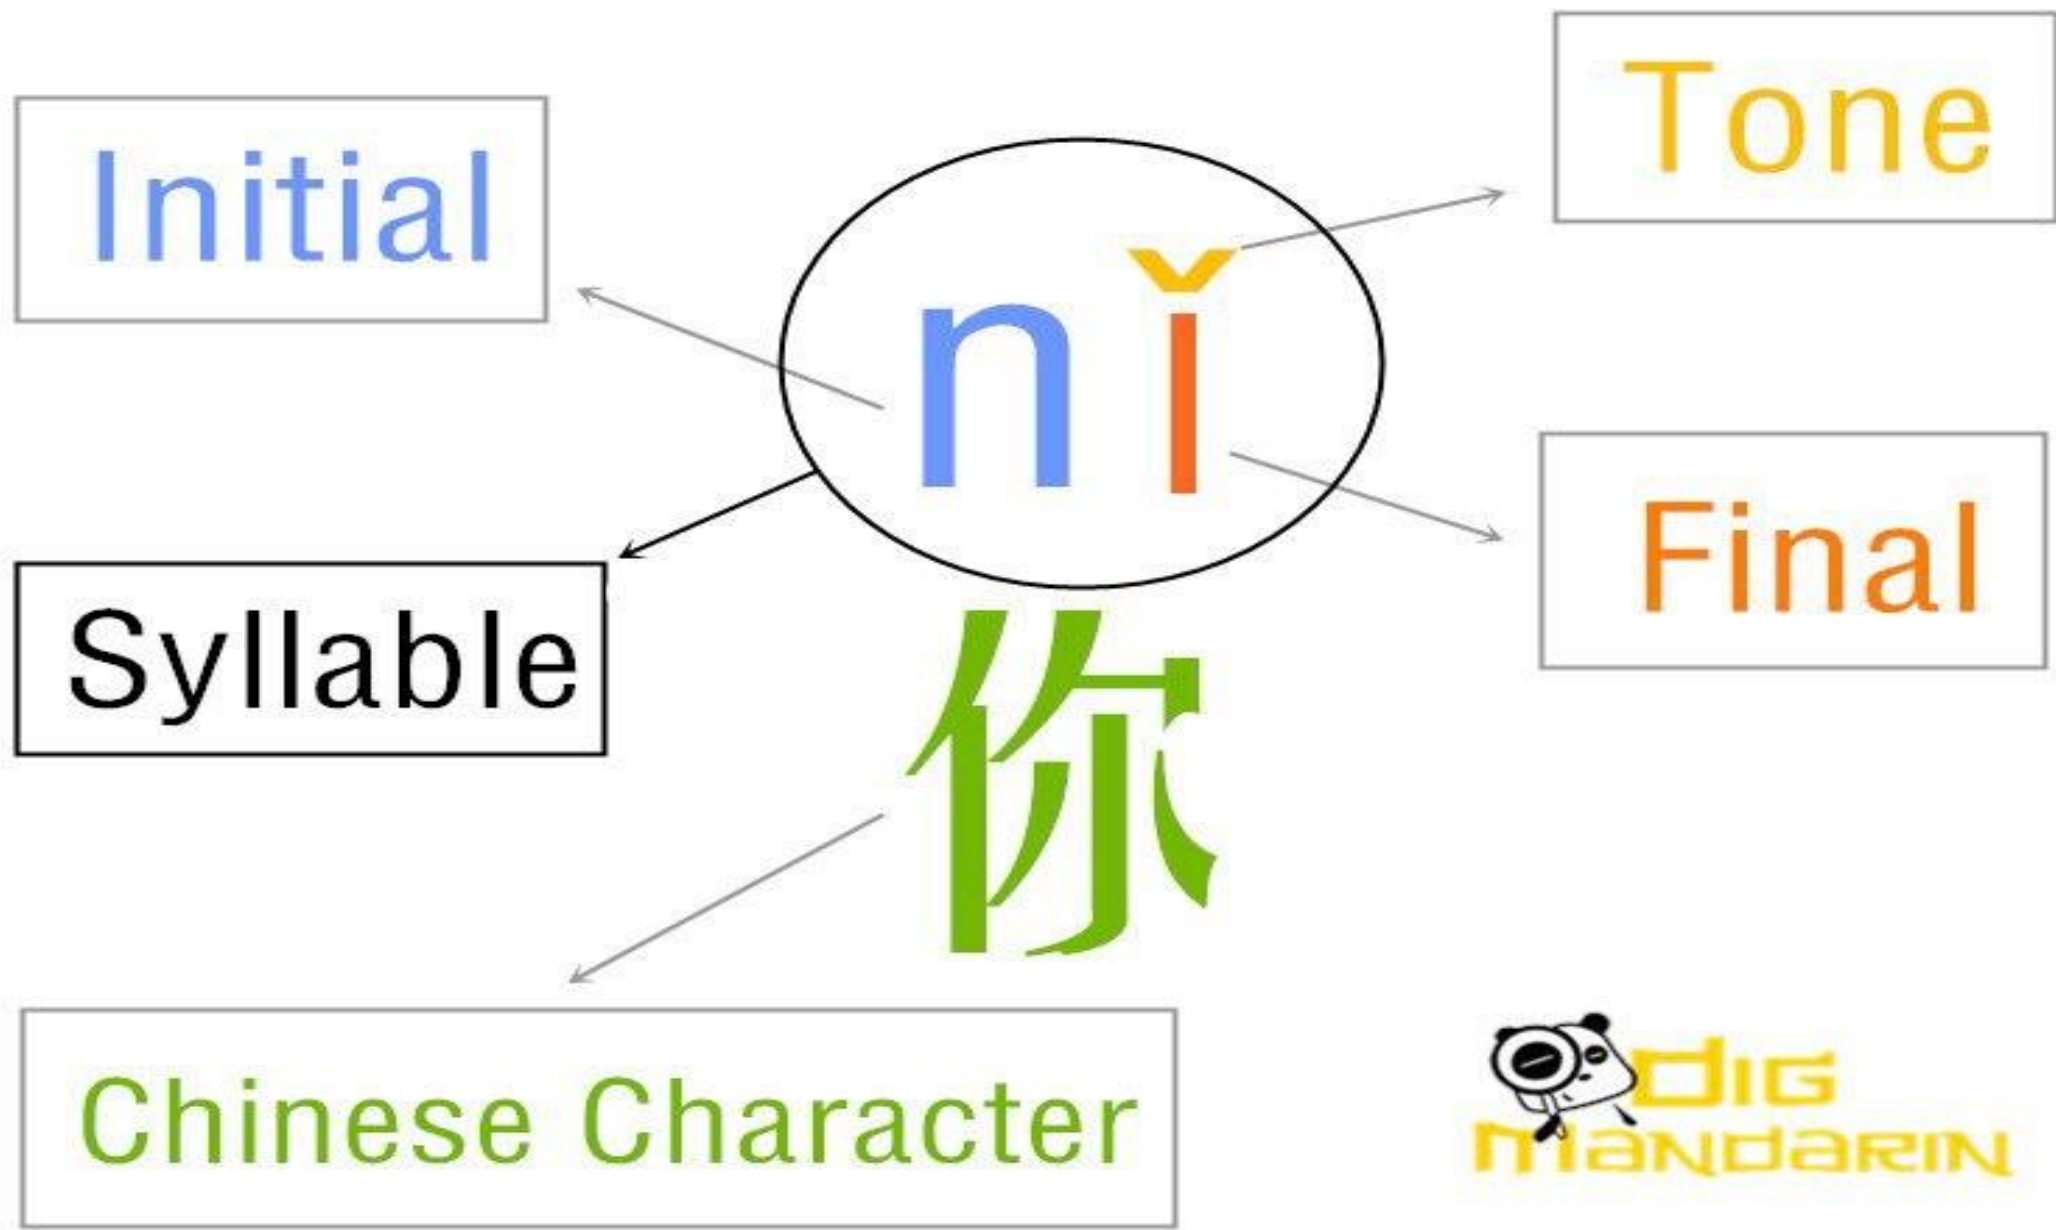 Tone
Initial
nǐ
Final
Syllable
你
Chinese Character
DIG
MANDARIN